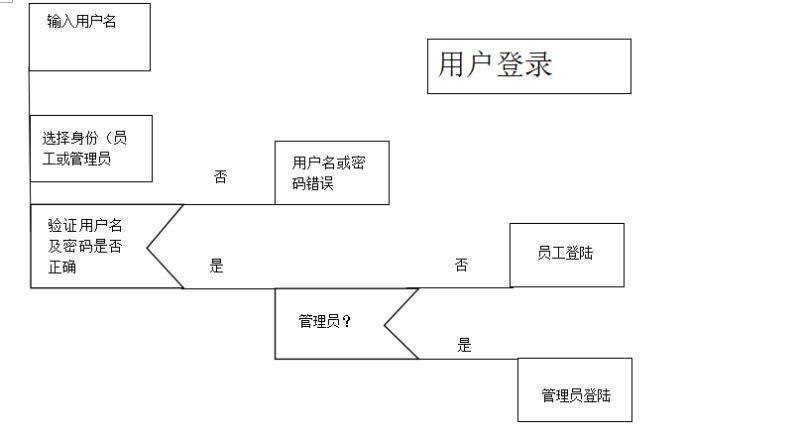 输入用户名
用户登录
选择身份（员
工或管理员
否
用户名或密
码错误
验证用户名
及密码是否
正确
是
否
员工登陆
管理员？
是
管理员登陆